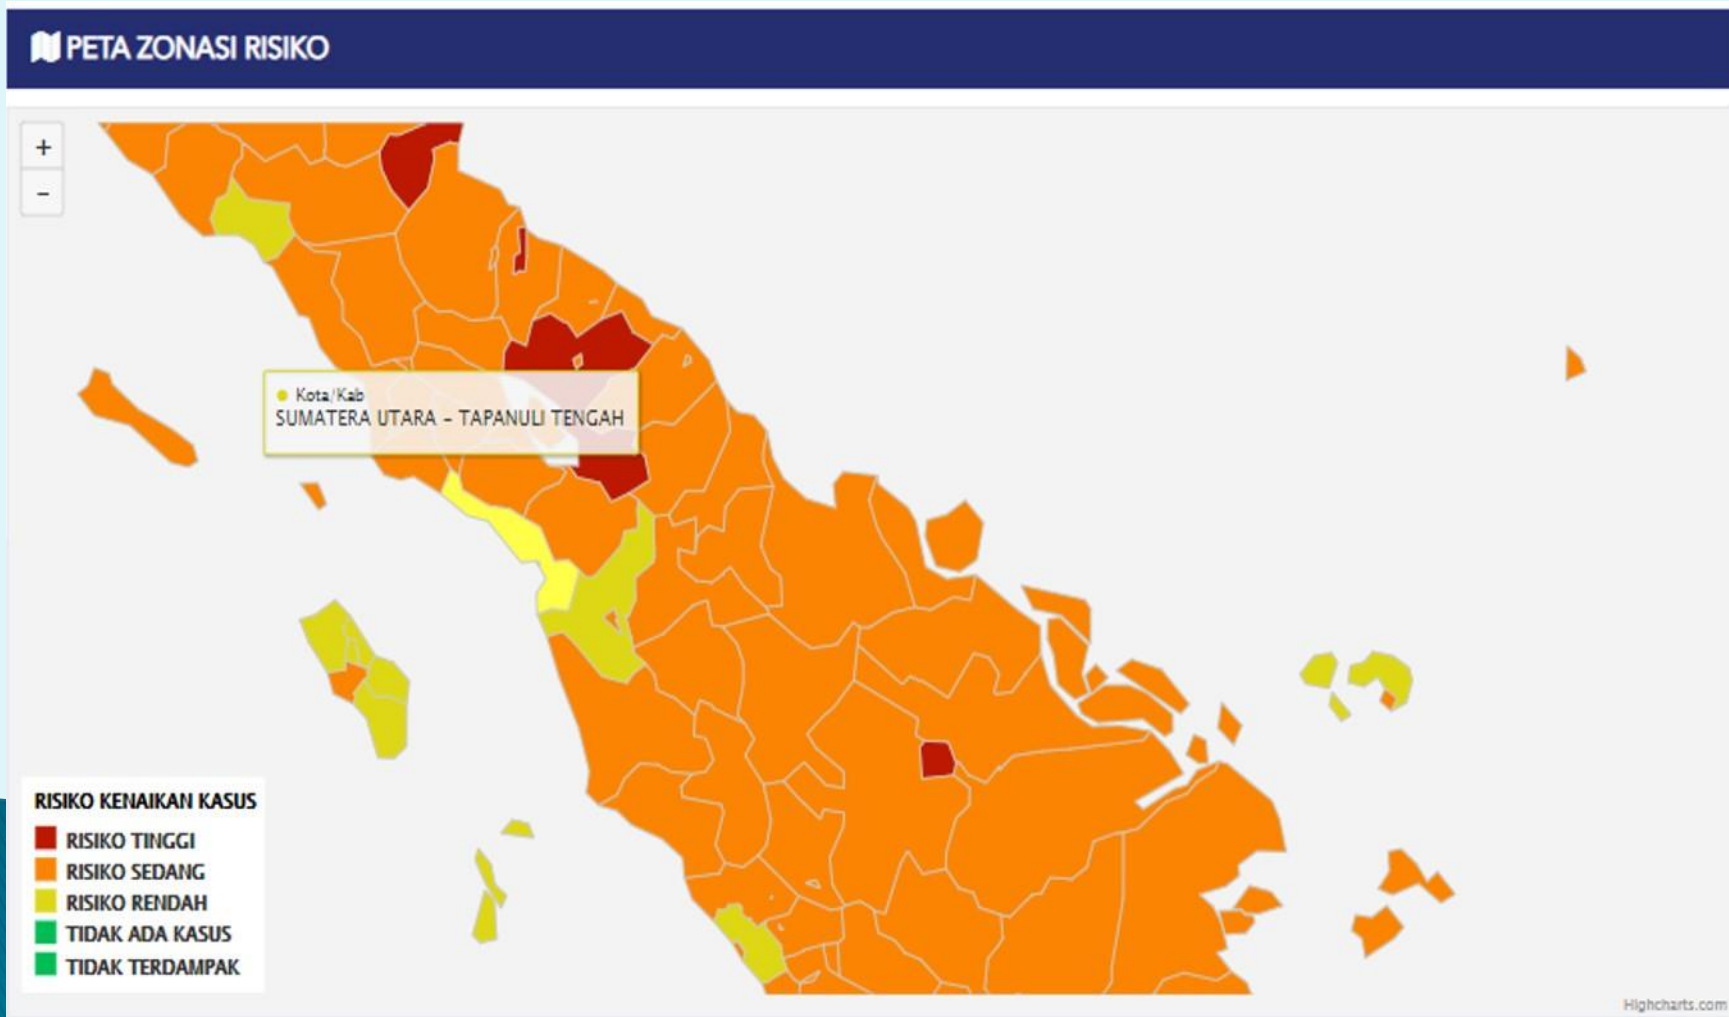 PETA ZONASI RISIKO
+
-
Kota/Kab
SUMATERA UTARA - TAPANULI TENGAH
RISIKO KENAIKAN KASUS
RISIKO TINGGI
RISIKO SEDANG
RISIKO RENDAH
TIDAK ADA KASUS
TIDAK TERDAMPAK
Highcharts.com